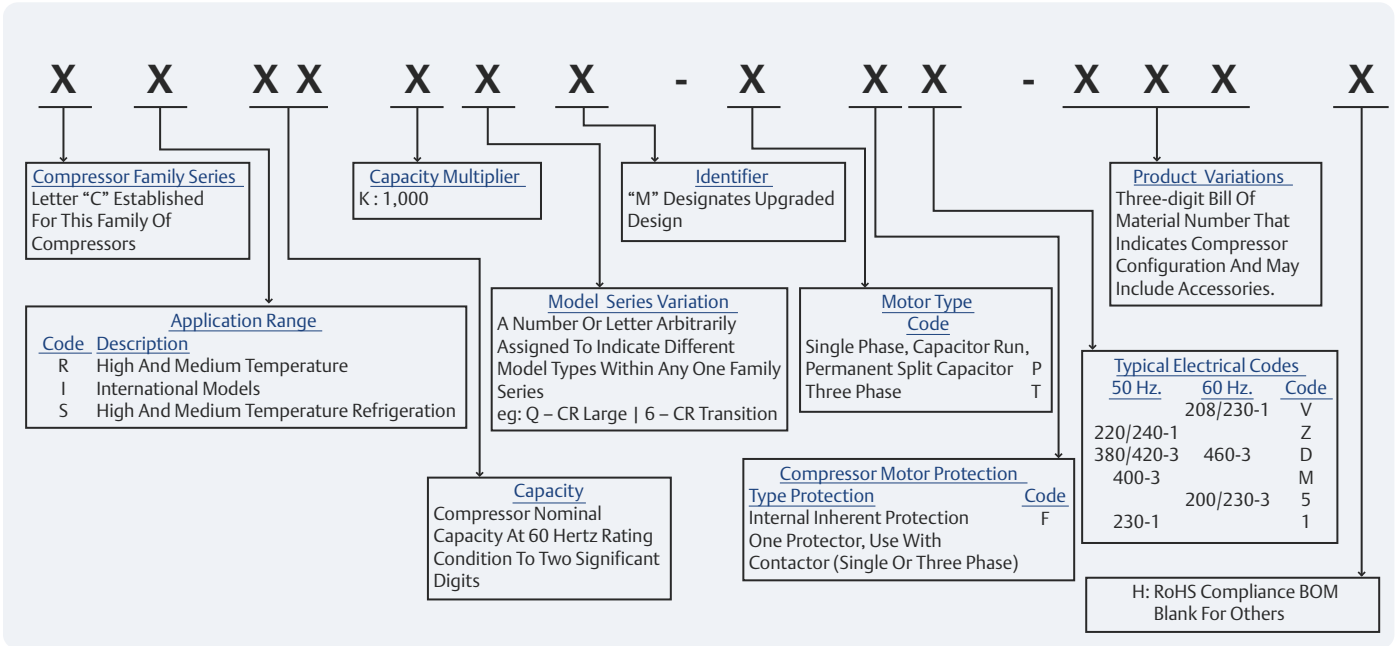 X X X X X X X - X X X - X X X X
Compressor Family Series
Letter “C” Established
For This Family Of
Compressors
Capacity Multiplier
K : 1,000
Identifier
“M” Designates Upgraded
Design
Product Variations
Three-digit Bill Of
Material Number That
Indicates Compressor
Configuration And May
Include Accessories.
Application Range
Code Description
R High And Medium Temperature
I International Models
S High And Medium Temperature Refrigeration
Model Series Variation
A Number Or Letter Arbitrarily
Assigned To Indicate Different
Model Types Within Any One Family
Series
eg: Q – CR Large | 6 – CR Transition
Motor Type
Code
Single Phase, Capacitor Run,
Permanent Split Capacitor P
Three Phase T
Typical Electrical Codes
50 Hz. 60 Hz. Code
208/230-1 V
220/240-1 Z
380/420-3 460-3 D
400-3 M
200/230-3 5
230-1 1
Capacity
Compressor Nominal
Capacity At 60 Hertz Rating
Condition To Two Significant
Digits
Compressor Motor Protection
Type Protection Code
Internal Inherent Protection F
One Protector, Use With
Contactor (Single Or Three Phase)
H: RoHS Compliance BOM
Blank For Others